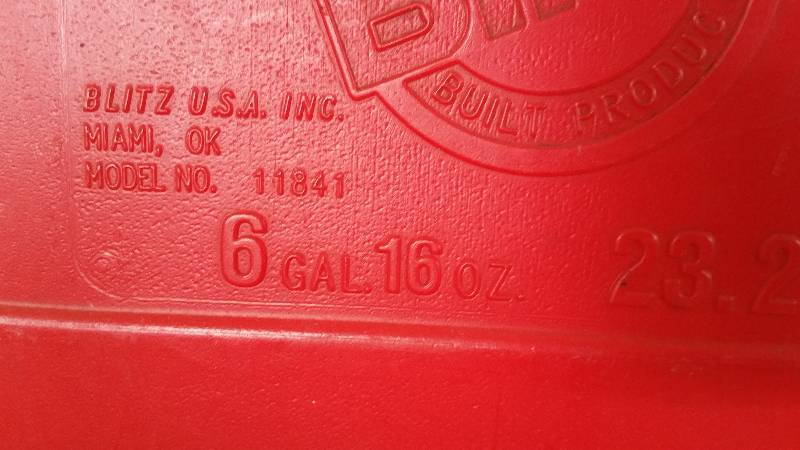 BUILT PRODUC
BLITZ U.S.A. INC.
MIAMI, OK
MODEL NO. 11841
6 GAL. 16 OZ.
23.2